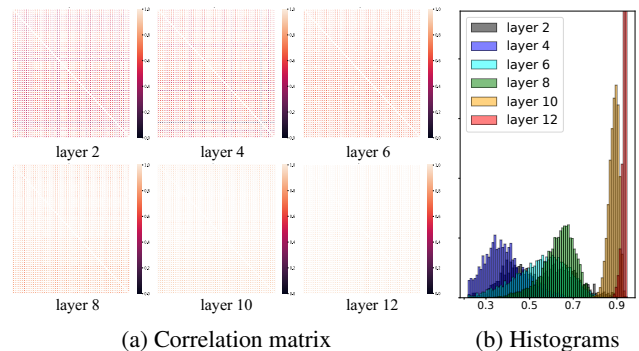 layer 2
layer 4
layer 6
layer 8
layer 10
layer 12
layer 2
layer 4
layer 6
layer 8
layer 10
layer 12
0.3 0.5 0.7 0.9
(a) Correlation matrix
(b) Histograms